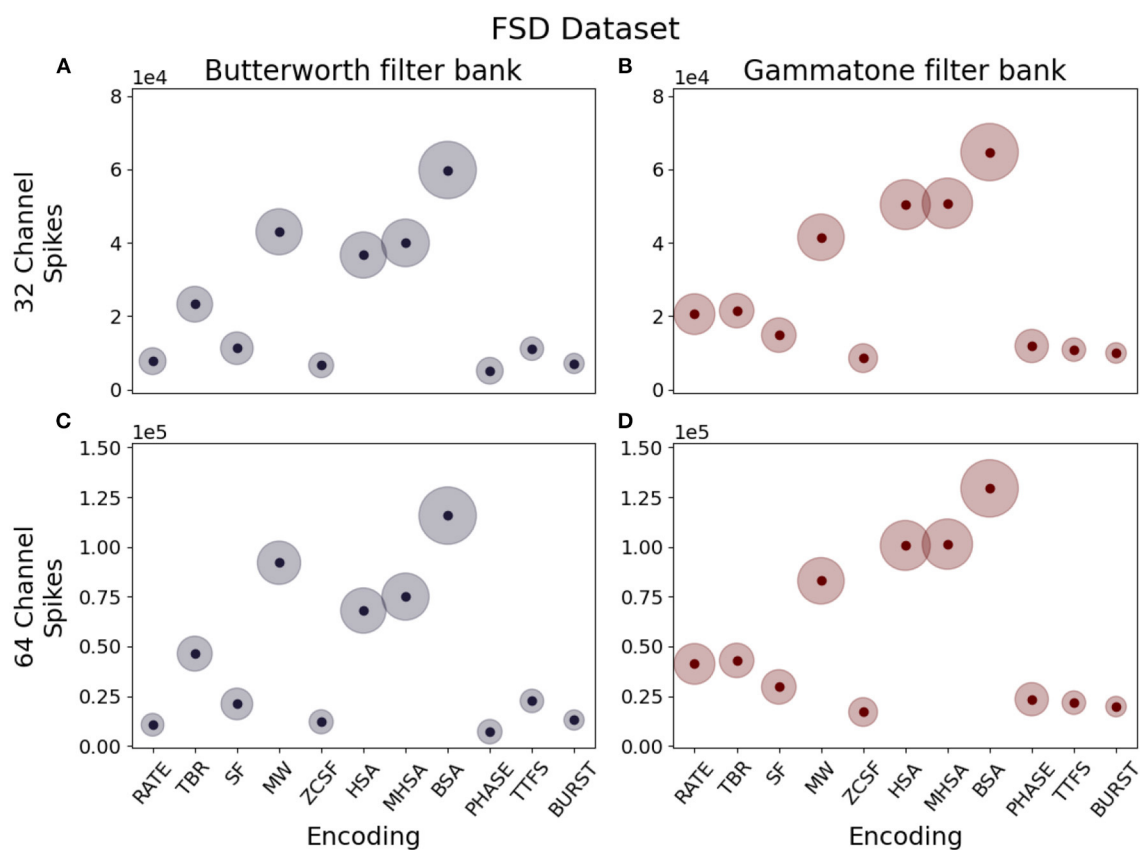 FSD Dataset
A
Butterworth filter bank
B
Gammatone filter bank
1e4
1e4
8
6
4
2
0
8
6
4
2
0
32 Channel
Spikes
C
D
1e5
1e5
1.50
1.25
1.00
0.75
0.50
0.25
0.00
1.50
1.25
1.00
0.75
0.50
0.25
0.00
64 Channel
Spikes
RATE
TBR
SF
MW
ZCSF
HSA
MHSA
BSA
PHASE
TTFS
BURST
RATE
TBR
SF
MW
ZCSF
HSA
MHSA
BSA
PHASE
TTFS
BURST
Encoding
Encoding